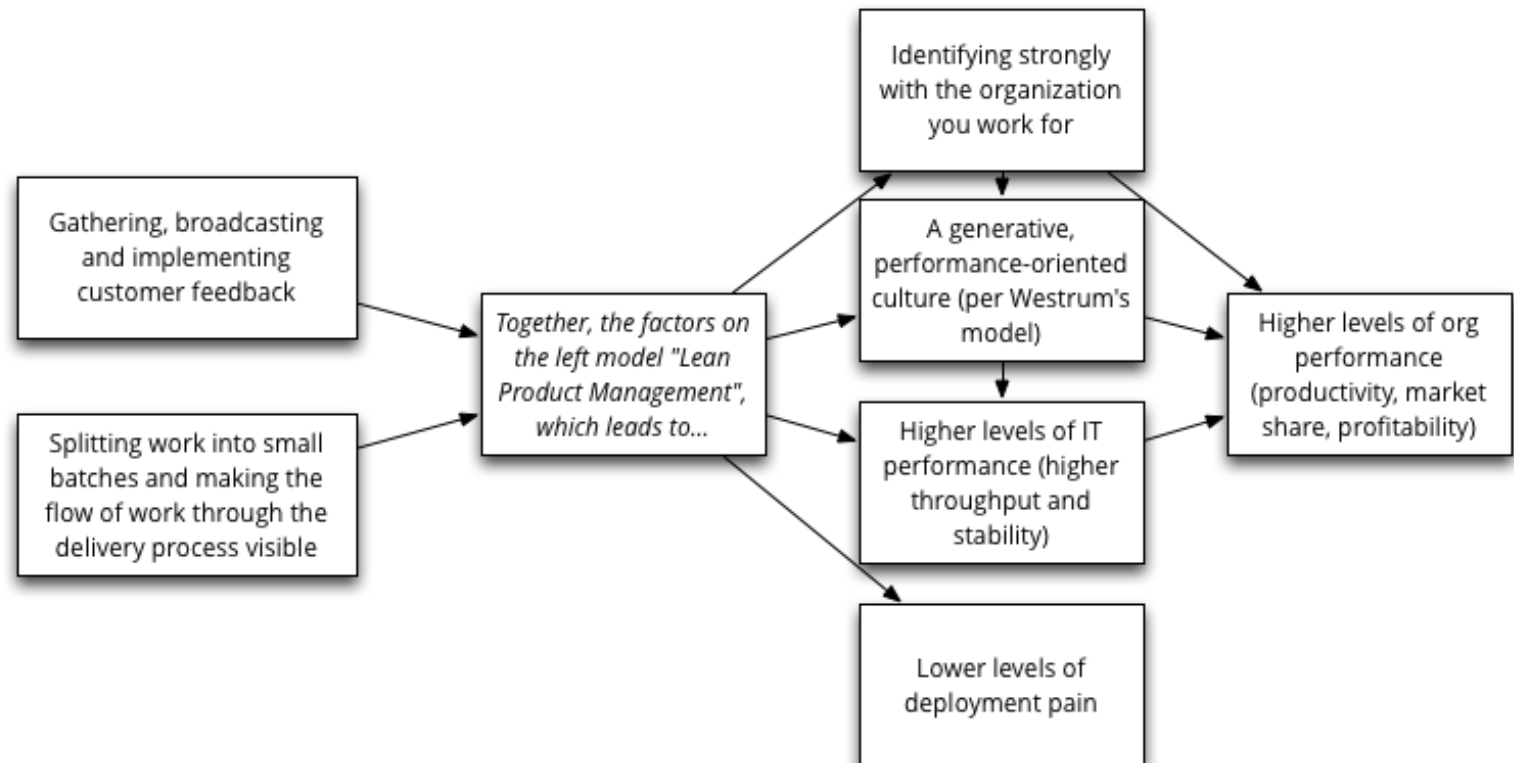 Identifying strongly
with the organization
you work for
Gathering, broadcasting
and implementing
customer feedback
Splitting work into small
batches and making the
flow of work through the
delivery process visible
Together, the factors on
the left model "Lean
Product Management",
which leads to...
A generative,
performance-oriented
culture (per Westrum's
model)
Higher levels of IT
performance (higher
throughput and
stability)
Lower levels of
deployment pain
Higher levels of org
performance
(productivity, market
share, profitability)